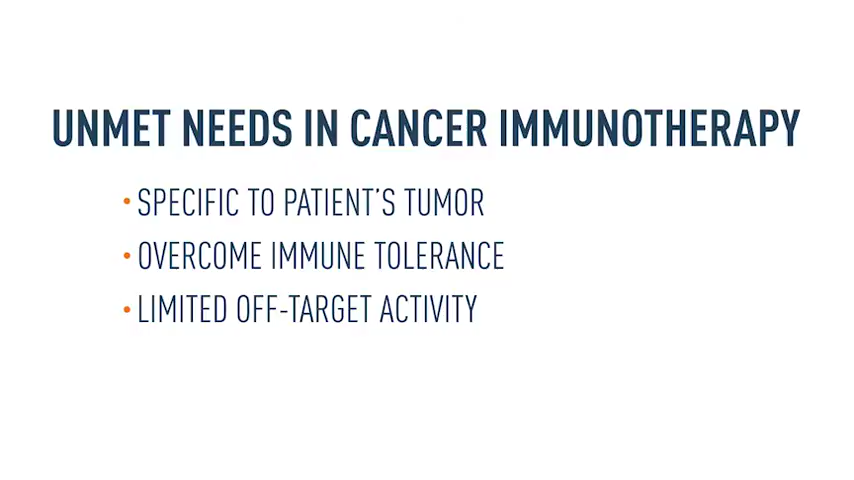 UNMET NEEDS IN CANCER IMMUNOTHERAPY
• SPECIFIC TO PATIENT'S TUMOR
• OVERCOME IMMUNE TOLERANCE
• LIMITED OFF-TARGET ACTIVITY